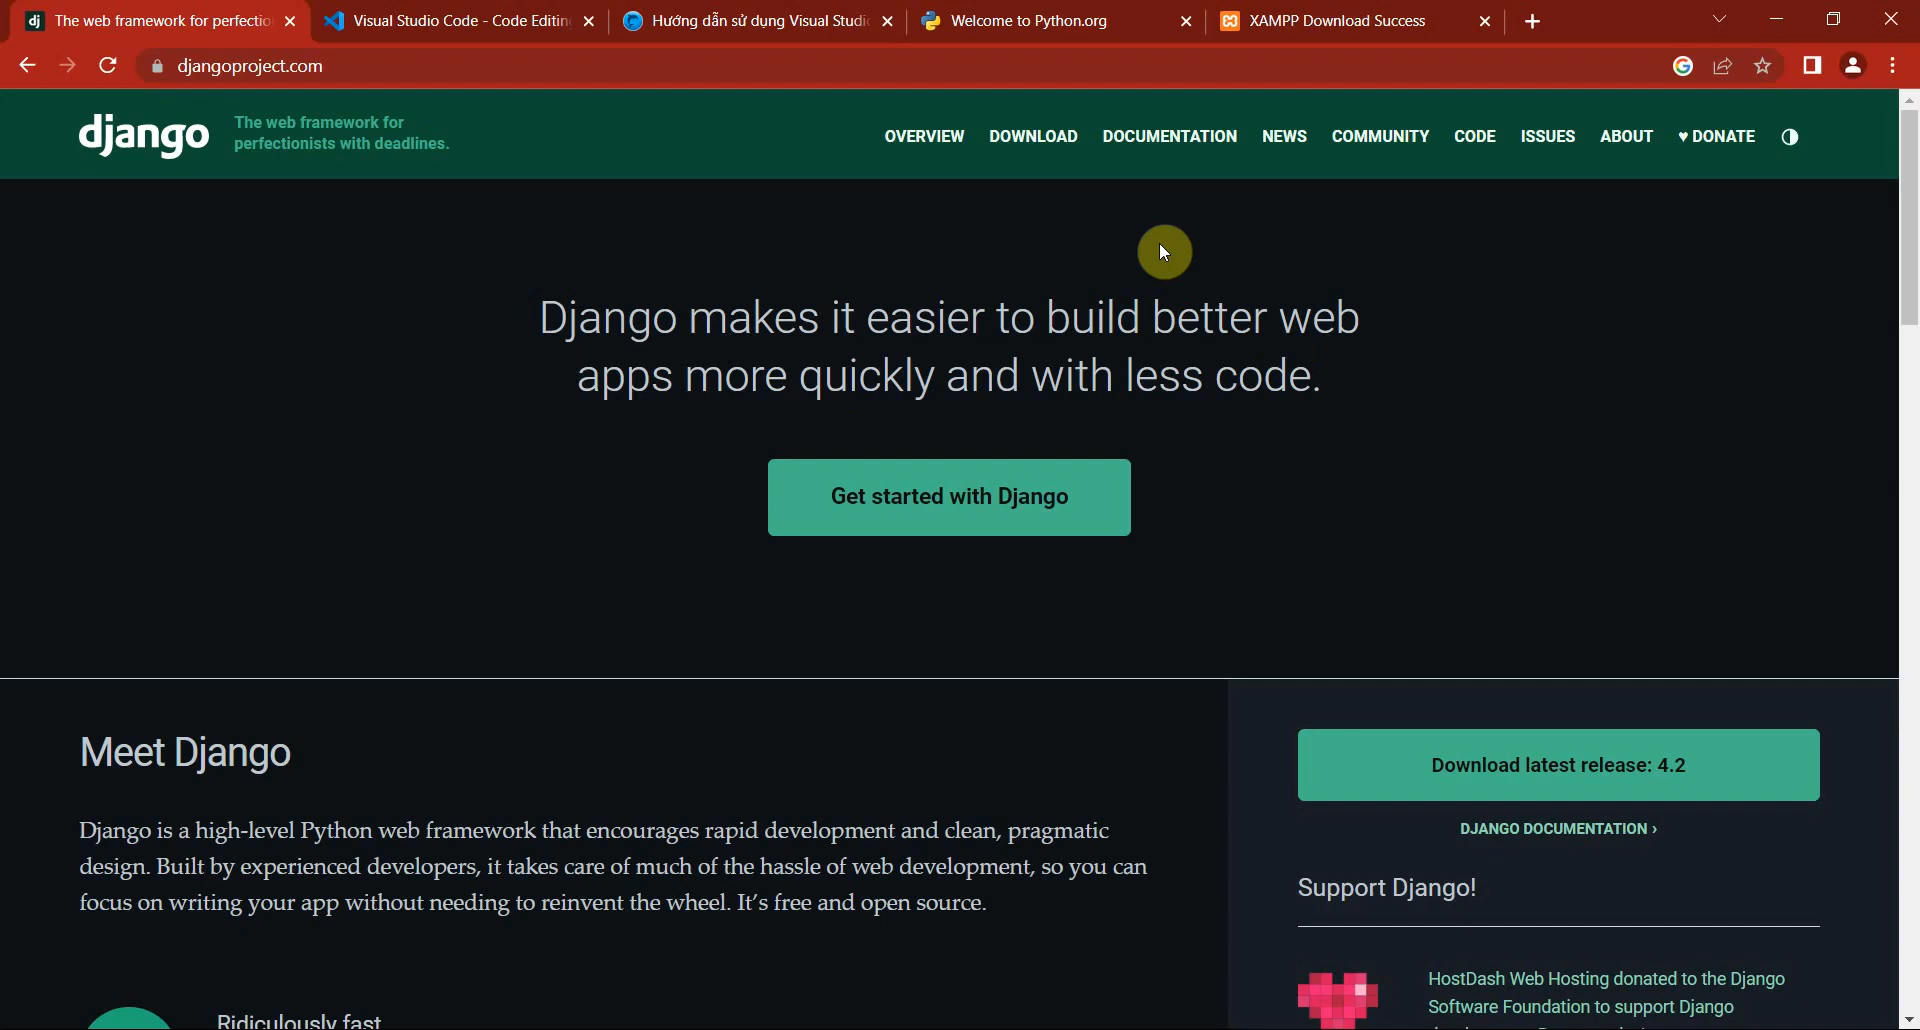 The web framework for perfectio
Visual Studio Code - Code Editin
Hướng dẫn sử dụng Visual Studi
Welcome to Python.org
XAMPP Download Success
djangoproject.com
django
The web framework for
perfectionists with deadlines.
OVERVIEW DOWNLOAD DOCUMENTATION NEWS COMMUNITY CODE ISSUES ABOUT ♥ DONATE
Django makes it easier to build better web
apps more quickly and with less code.
Get started with Django
Meet Django
Django is a high-level Python web framework that encourages rapid development and clean, pragmatic
design. Built by experienced developers, it takes care of much of the hassle of web development, so you can
focus on writing your app without needing to reinvent the wheel. It’s free and open source.
Ridiculously fast
Download latest release: 4.2
DJANGO DOCUMENTATION ›
Support Django!
HostDash Web Hosting donated to the Django
Software Foundation to support Django